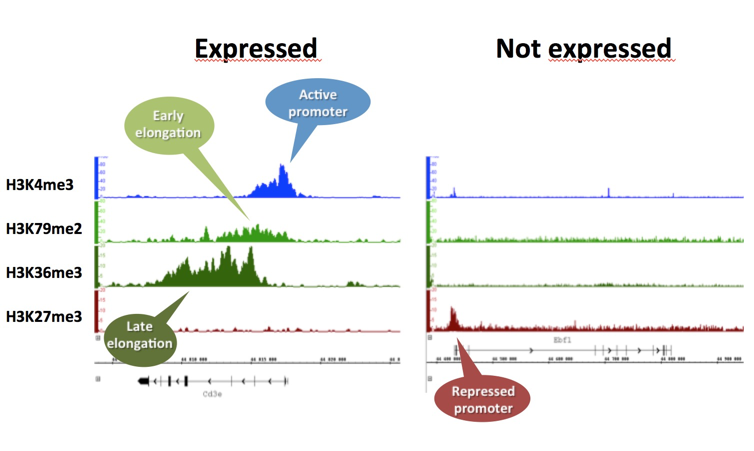 Expressed
Not expressed
Active
promoter
Early
elongation
H3K4me3
H3K79me2
H3K36me3
H3K27me3
Late
elongation
Ebf1
Cd3e
Repressed
promoter